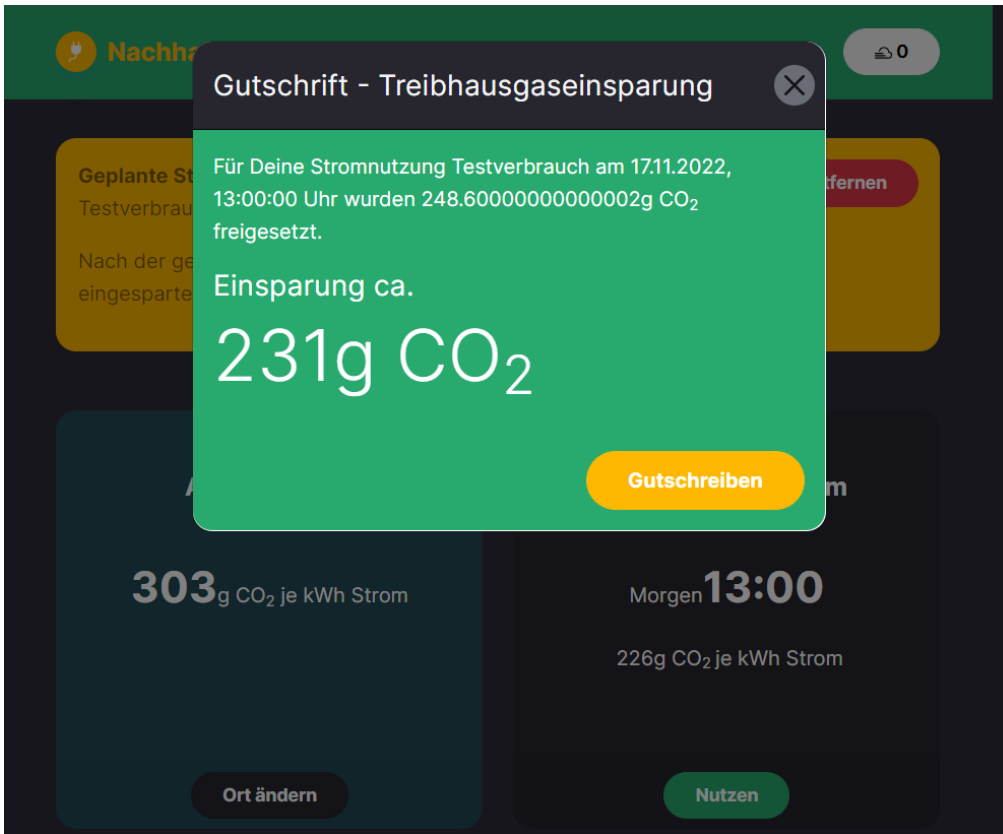 Nachha
0
Gutschrift - Treibhausgaseinsparung
Geplante St
tfernen
Testverbrau
Nach der ge
eingesparte
Für Deine Stromnutzung Testverbrauch am 17.11.2022,
13:00:00 Uhr wurden 248.60000000000002g CO₂
freigesetzt.
Einsparung ca.
231g CO₂
Gutschreiben
A
m
303g CO₂ je kWh Strom
Morgen 13:00
226g CO₂ je kWh Strom
Ort ändern
Nutzen